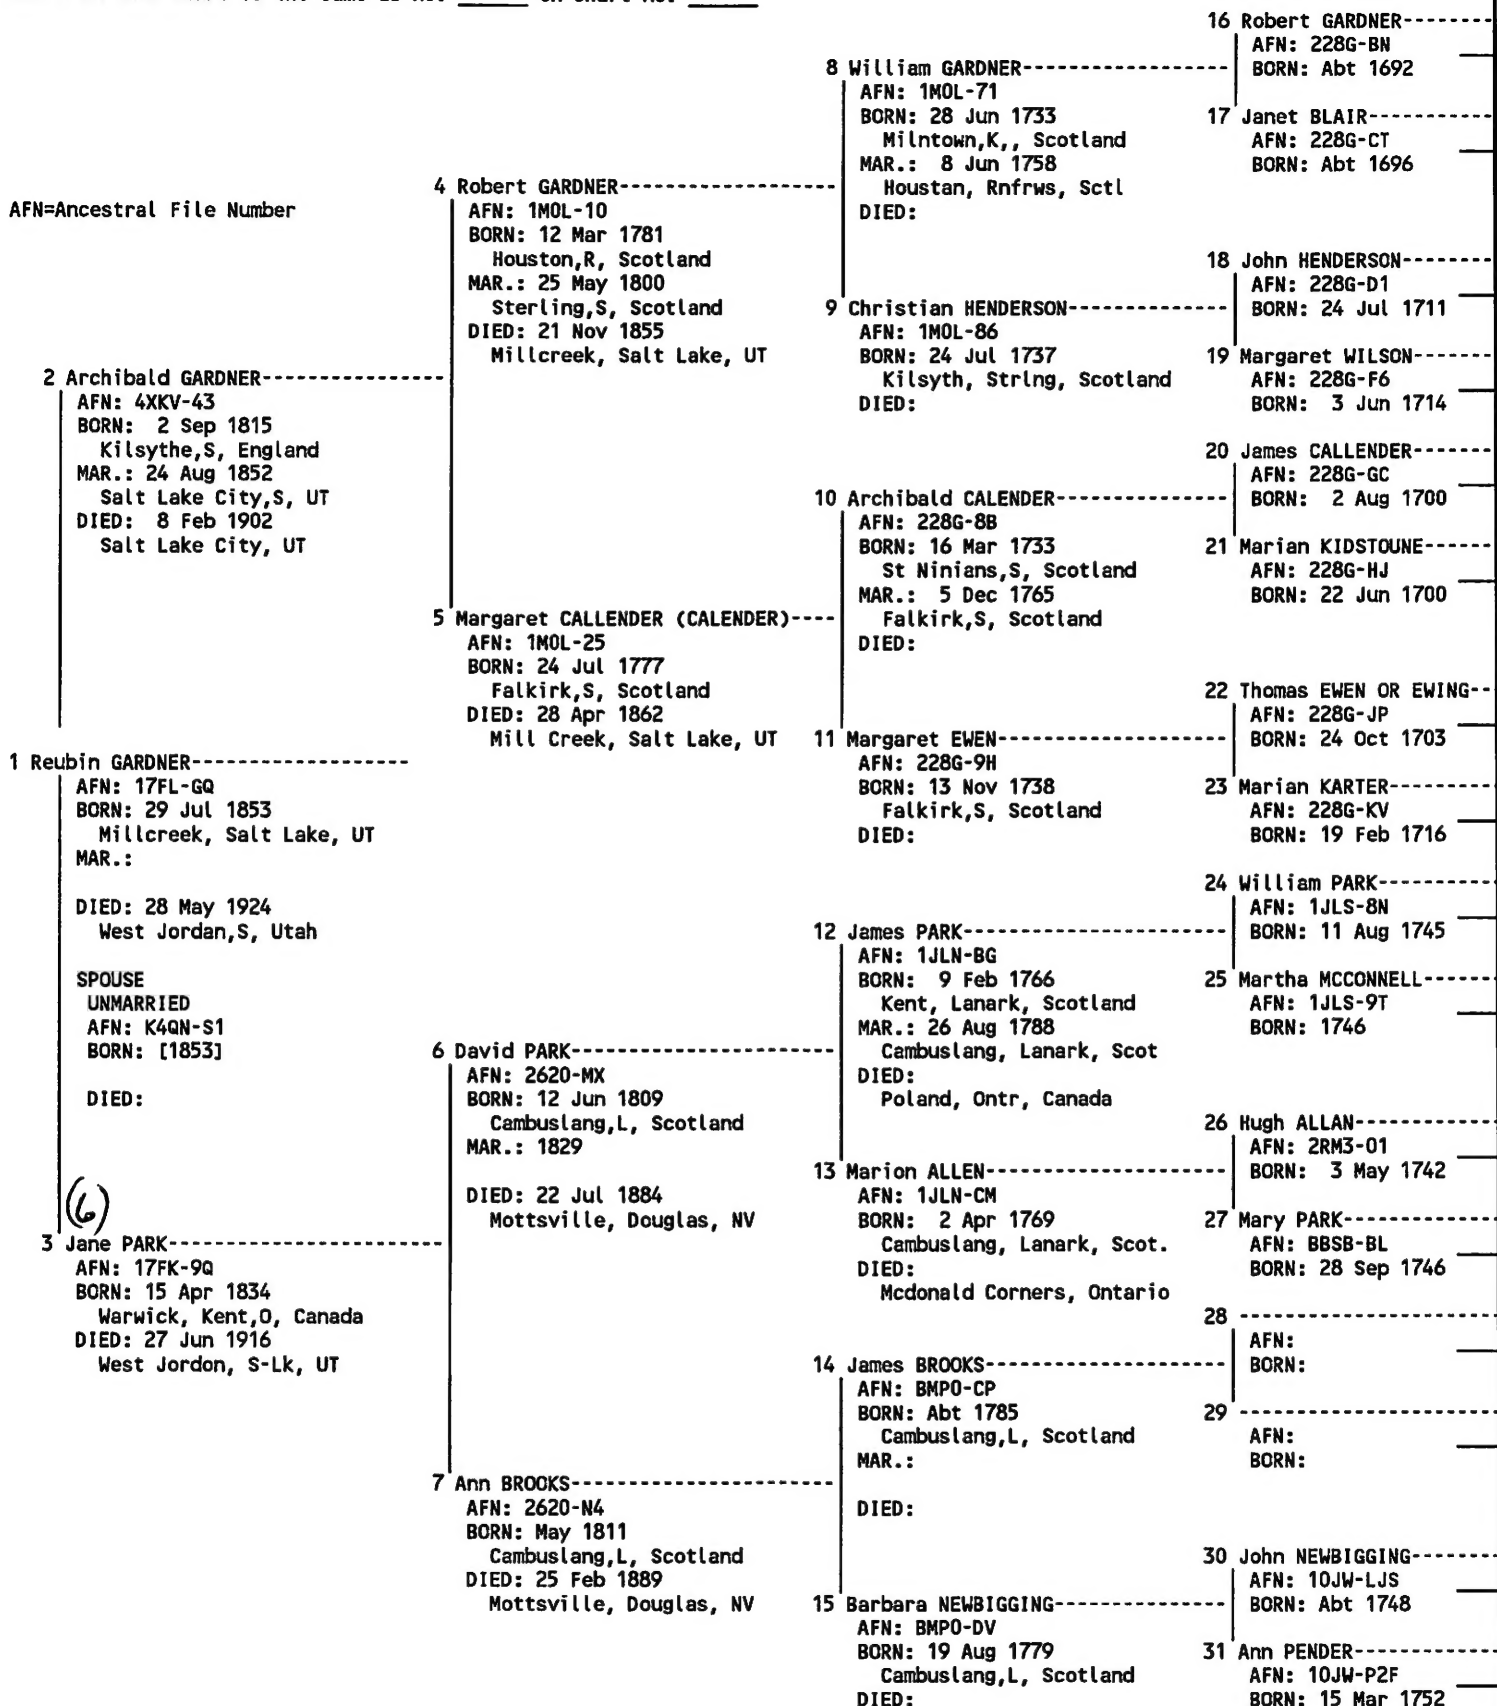 16 Robert GARDNER--------
AFN: 228G-BN
BORN: Abt 1692
8 William GARDNER-----------------
AFN: 1MOL-71
BORN: 28 Jun 1733
Milntown,K,, Scotland
MAR.: 8 Jun 1758
Houstan, Rnfrws, Sctl
DIED:
17 Janet BLAIR-----------
AFN: 228G-CT
BORN: Abt 1696
4 Robert GARDNER------------------
AFN: 1MOL-10
BORN: 12 Mar 1781
Houston,R, Scotland
MAR.: 25 May 1800
Sterling,S, Scotland
DIED: 21 Nov 1855
Millcreek, Salt Lake, UT
AFN=Ancestral File Number
18 John HENDERSON--------
AFN: 228G-D1
BORN: 24 Jul 1711
9 Christian HENDERSON-------------
AFN: 1MOL-86
BORN: 24 Jul 1737
Kilsyth, Strlng, Scotland
DIED:
19 Margaret WILSON-------
AFN: 228G-F6
BORN: 3 Jun 1714
2 Archibald GARDNER---------------
AFN: 4XKV-43
BORN: 2 Sep 1815
Kilsythe,S, England
MAR.: 24 Aug 1852
Salt Lake City,S, UT
DIED: 8 Feb 1902
Salt Lake City, UT
20 James CALLENDER-------
AFN: 228G-GC
BORN: 2 Aug 1700
10 Archibald CALENDER--------------
AFN: 228G-8B
BORN: 16 Mar 1733
St Ninians,S, Scotland
MAR.: 5 Dec 1765
Falkirk,S, Scotland
DIED:
21 Marian KIDSTOUNE------
AFN: 228G-HJ
BORN: 22 Jun 1700
5 Margaret CALLENDER (CALENDER)----
AFN: 1MOL-25
BORN: 24 Jul 1777
Falkirk,S, Scotland
DIED: 28 Apr 1862
Mill Creek, Salt Lake, UT
22 Thomas EWEN OR EWING--
AFN: 228G-JP
BORN: 24 Oct 1703
11 Margaret EWEN-------------------
AFN: 228G-9H
BORN: 13 Nov 1738
Falkirk,S, Scotland
DIED:
23 Marian KARTER---------
AFN: 228G-KV
BORN: 19 Feb 1716
1 Reubin GARDNER------------------
AFN: 17FL-GQ
BORN: 29 Jul 1853
Millcreek, Salt Lake, UT
MAR.:
DIED: 28 May 1924
West Jordan,S, Utah
SPOUSE
UNMARRIED
AFN: K4QN-S1
BORN: [1853]
DIED:
24 William PARK----------
AFN: 1JLS-8N
BORN: 11 Aug 1745
12 James PARK----------------------
AFN: 1JLN-BG
BORN: 9 Feb 1766
Kent, Lanark, Scotland
MAR.: 26 Aug 1788
Cambuslang, Lanark, Scot
DIED:
Poland, Ontr, Canada
25 Martha MCCONNELL------
AFN: 1JLS-9T
BORN: 1746
6 David PARK----------------------
AFN: 2620-MX
BORN: 12 Jun 1809
Cambuslang,L, Scotland
MAR.: 1829
DIED: 22 Jul 1884
Mottsville, Douglas, NV
26 Hugh ALLAN------------
AFN: 2RM3-01
BORN: 3 May 1742
13 Marion ALLEN--------------------
AFN: 1JLN-CM
BORN: 2 Apr 1769
Cambuslang, Lanark, Scot.
DIED:
Mcdonald Corners, Ontario
27 Mary PARK-------------
AFN: BBSB-BL
BORN: 28 Sep 1746
(6)
3 Jane PARK-----------------------
AFN: 17FK-9Q
BORN: 15 Apr 1834
Warwick, Kent,O, Canada
DIED: 27 Jun 1916
West Jordon, S-Lk, UT
28 ----------------------
AFN:
BORN:
14 James BROOKS--------------------
AFN: BMPO-CP
BORN: Abt 1785
Cambuslang,L, Scotland
MAR.:
DIED:
29 ----------------------
AFN:
BORN:
7 Ann BROOKS----------------------
AFN: 2620-N4
BORN: May 1811
Cambuslang,L, Scotland
DIED: 25 Feb 1889
Mottsville, Douglas, NV
30 John NEWBIGGING-------
AFN: 10JW-LJS
BORN: Abt 1748
15 Barbara NEWBIGGING--------------
AFN: BMPO-DV
BORN: 19 Aug 1779
Cambuslang,L, Scotland
DIED:
31 Ann PENDER------------
AFN: 10JW-P2F
BORN: 15 Mar 1752